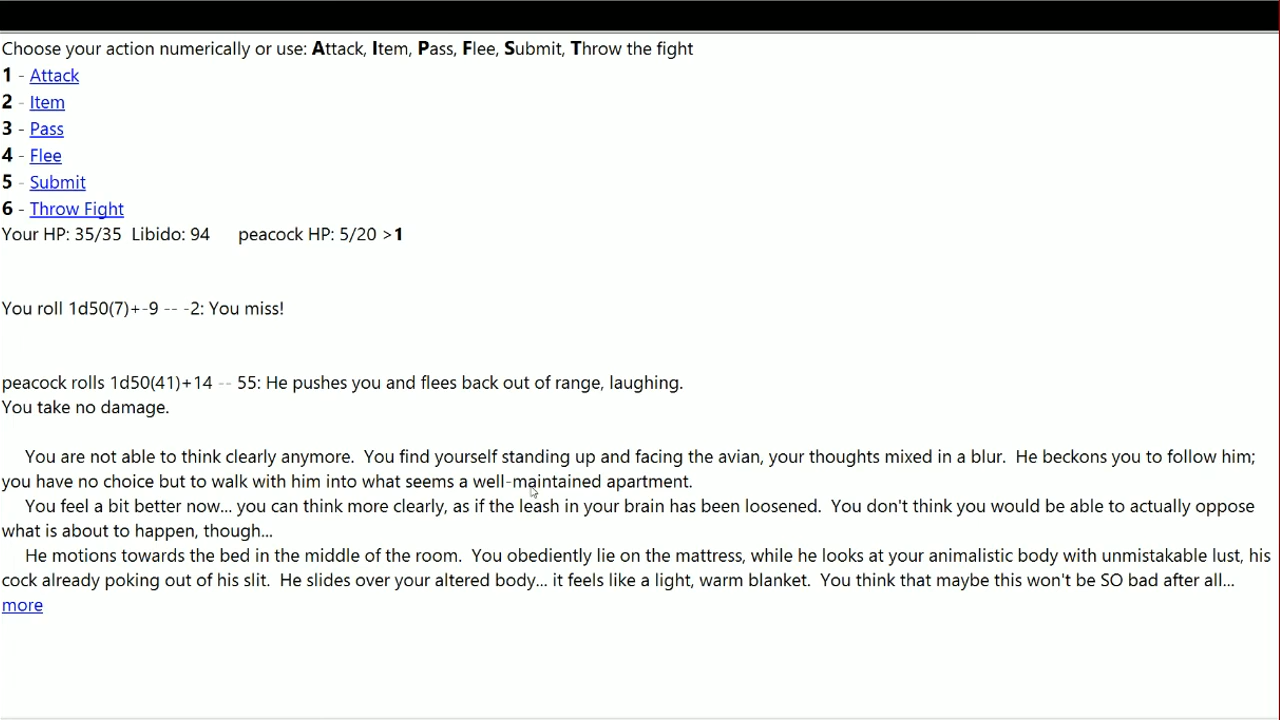 Choose your action numerically or use: Attack, Item, Pass, Flee, Submit, Throw the fight
1 - Attack
2 - Item
3 - Pass
4 - Flee
5 - Submit
6 - Throw Fight
Your HP: 35/35  Libido: 94     peacock HP: 5/20 >1
You roll 1d50(7)+-9 -- -2: You miss!
peacock rolls 1d50(41)+14 -- 55: He pushes you and flees back out of range, laughing.
You take no damage.
You are not able to think clearly anymore.  You find yourself standing up and facing the avian, your thoughts mixed in a blur.  He beckons you to follow him;
you have no choice but to walk with him into what seems a well-maintained apartment.
You feel a bit better now... you can think more clearly, as if the leash in your brain has been loosened.  You don't think you would be able to actually oppose
what is about to happen, though...
He motions towards the bed in the middle of the room.  You obediently lie on the mattress, while he looks at your animalistic body with unmistakable lust, his
cock already poking out of his slit.  He slides over your altered body... it feels like a light, warm blanket.  You think that maybe this won't be SO bad after all...
more